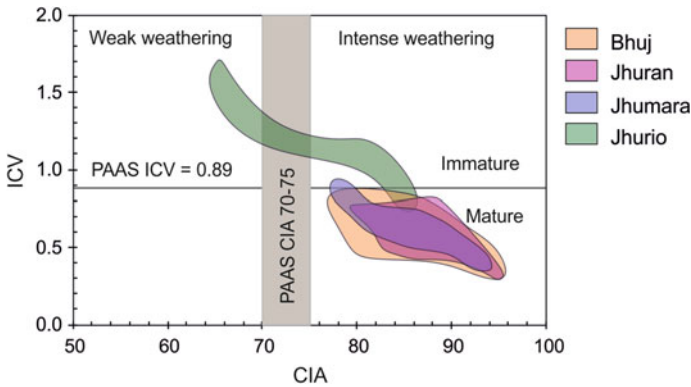 2.0
1.5
1.0
0.5
0.0
ICV
Weak weathering
Intense weathering
PAAS ICV = 0.89
Immature
Mature
PAAS CIA 70-75
50
60
70
80
90
100
CIA
Bhuj
Jhuran
Jhumara
Jhurio